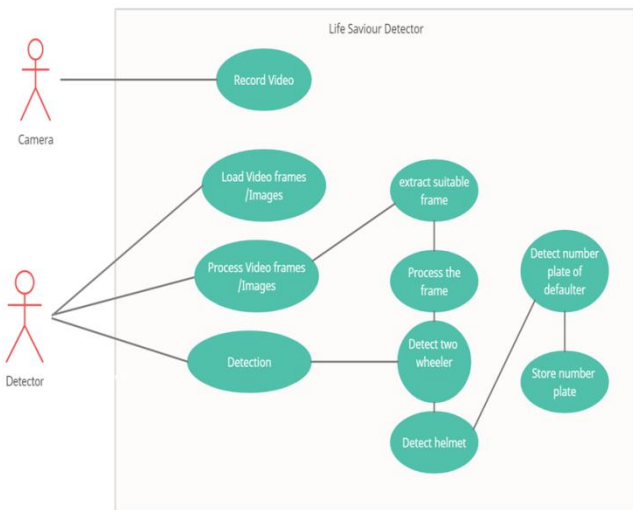 Life Saviour Detector
Record Video
Camera
Load Video frames
/Images
extract suitable
frame
Process Video frames
/Images
Process the
frame
Detect number
plate of
defaulter
Detector
Detection
Detect two
wheeler
Store number
plate
Detect helmet